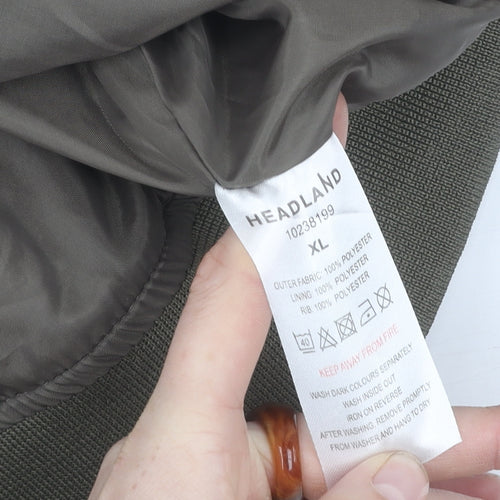 HEADLAND
10238199
XL
OUTER FABRIC: 100% POLYESTER
LINING: 100% POLYESTER
RIB: 100% POLYESTER
40
KEEP AWAY FROM FIRE
WASH DARK COLOURS SEPARATELY
WASH INSIDE OUT
IRON ON REVERSE
AFTER WASHING, REMOVE PROMPTLY
FROM WASHER AND HANG TO DRY